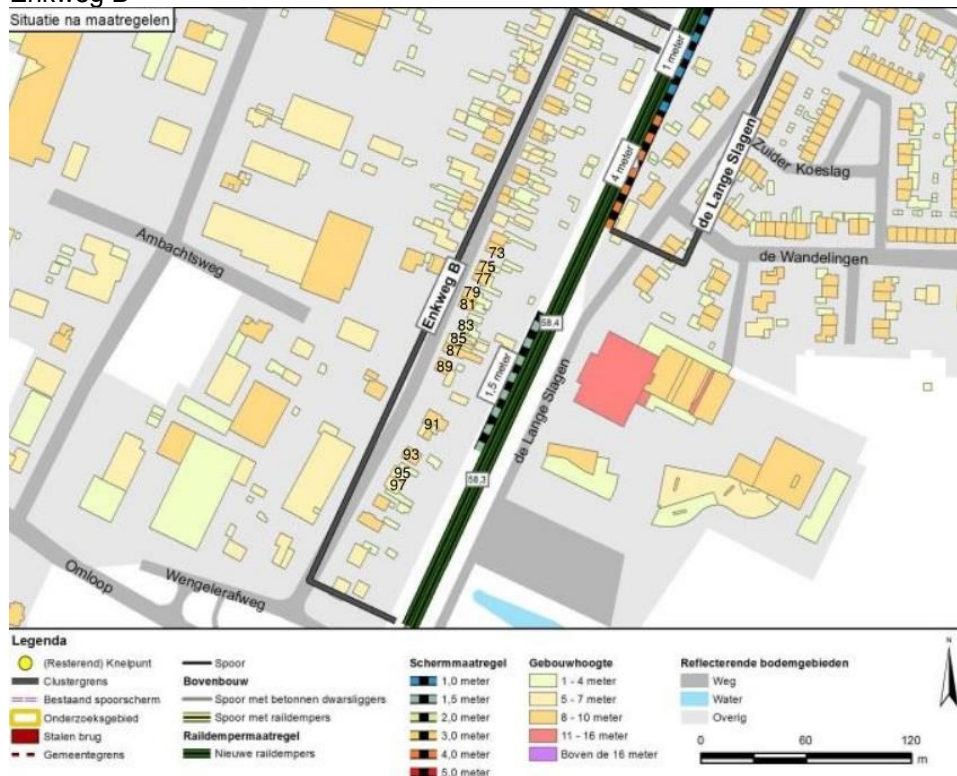 Enkweg B
Situatie na maatregelen
1 meter
4 meter
de Lange Slagen
Zuider Koeslag
de Wandelingen
Ambachtsweg
Enkweg B
73
75
77
79
81
83
85
87
89
58,4
1,5 meter
de Lange Slagen
91
93
95
97
58,3
Omloop
Wengelerafweg
Legenda
(Resterend) Knelpunt
Clustergrens
Bestaand spoorscherm
Onderzoeksgebied
Stalen brug
Gemeentegrens
Spoor
Bovenbouw
Spoor met betonnen dwarsliggers
Spoor met raildempers
Raildempermaatregel
Nieuwe raildempers
Schermmaatregel
1,0 meter
1,5 meter
2,0 meter
3,0 meter
4,0 meter
5,0 meter
Gebouwhoogte
1 - 4 meter
5 - 7 meter
8 - 10 meter
11 - 16 meter
Boven de 16 meter
Reflecterende bodemgebieden
Weg
Water
Overig
N
0 60 120
m